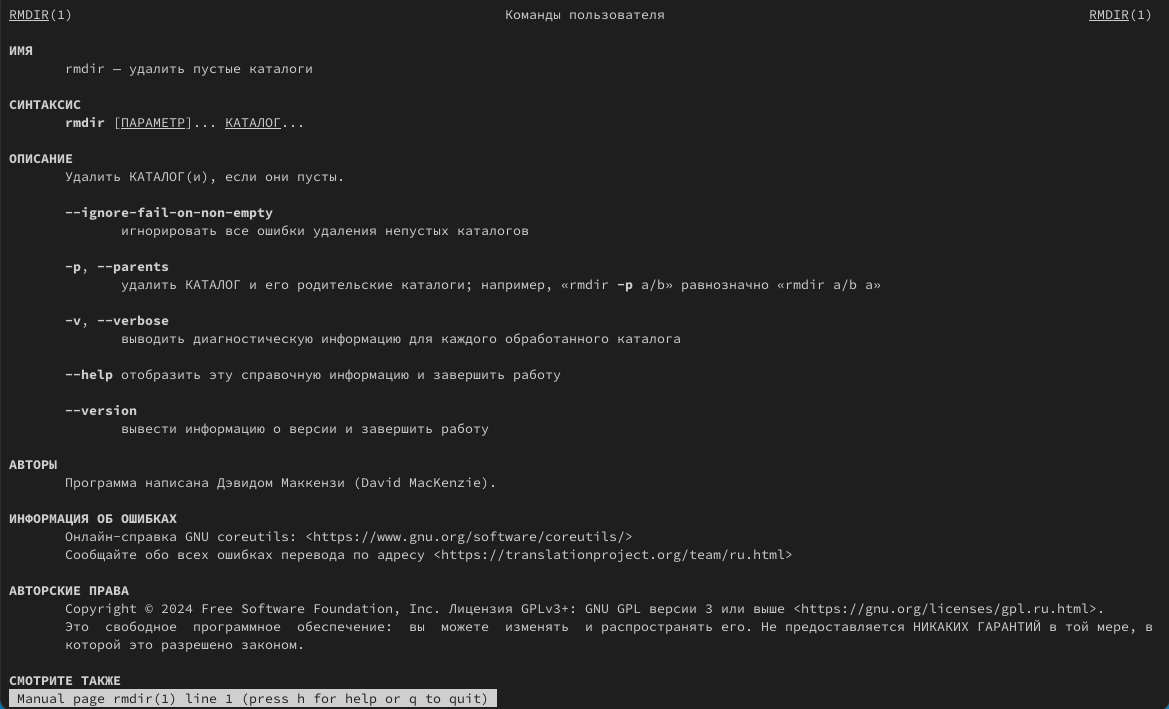 RMDIR(1) Команды пользователя RMDIR(1)
ИМЯ
rmdir — удалить пустые каталоги
СИНТАКСИС
rmdir [ПАРАМЕТР]... КАТАЛОГ...
ОПИСАНИЕ
Удалить КАТАЛОГ(и), если они пусты.
--ignore-fail-on-non-empty
игнорировать все ошибки удаления непустых каталогов
-p, --parents
удалить КАТАЛОГ и его родительские каталоги; например, «rmdir -p a/b» равнозначно «rmdir a/b a»
-v, --verbose
выводить диагностическую информацию для каждого обработанного каталога
--help отобразить эту справочную информацию и завершить работу
--version
вывести информацию о версии и завершить работу
АВТОРЫ
Программа написана Дэвидом Маккензи (David MacKenzie).
ИНФОРМАЦИЯ ОБ ОШИБКАХ
Онлайн-справка GNU coreutils: <https://www.gnu.org/software/coreutils/>
Сообщайте обо всех ошибках перевода по адресу <https://translationproject.org/team/ru.html>
АВТОРСКИЕ ПРАВА
Copyright © 2024 Free Software Foundation, Inc. Лицензия GPLv3+: GNU GPL версии 3 или выше <https://gnu.org/licenses/gpl.ru.html>.
Это свободное программное обеспечение: вы можете изменять и распространять его. Не предоставляется НИКАКИХ ГАРАНТИЙ в той мере, в
которой это разрешено законом.
СМОТРИТЕ ТАКЖЕ
Manual page rmdir(1) line 1 (press h for help or q to quit)